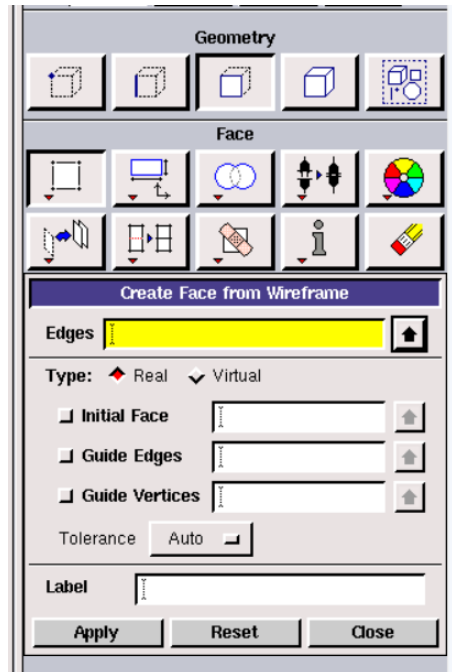 Geometry
Face
Create Face from Wireframe
Edges
Type: Real Virtual
Initial Face
Guide Edges
Guide Vertices
Tolerance Auto
Label
Apply Reset Close